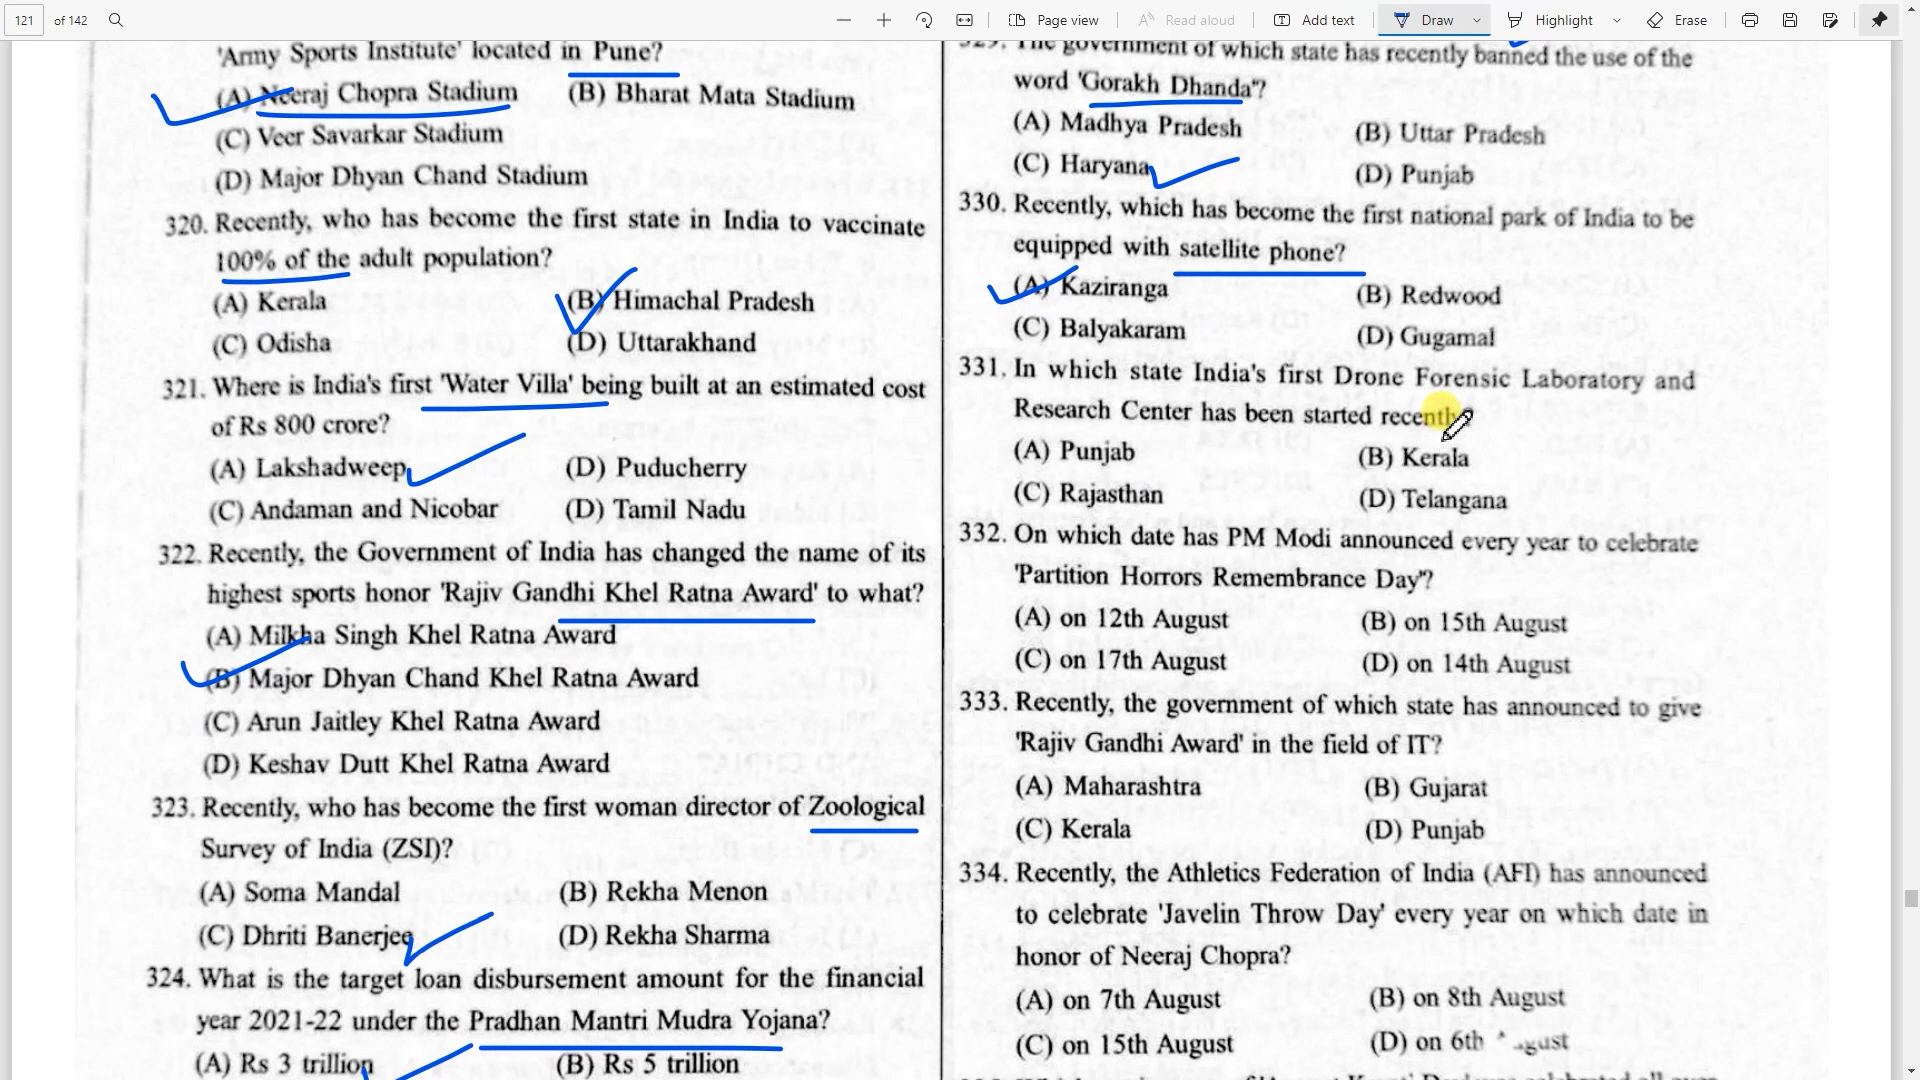 121 of 142
Page view
Read aloud
Add text
Draw
Highlight
Erase
'Army Sports Institute' located in Pune?
(A) Neeraj Chopra Stadium (B) Bharat Mata Stadium
(C) Veer Savarkar Stadium
(D) Major Dhyan Chand Stadium
320. Recently, who has become the first state in India to vaccinate
100% of the adult population?
(A) Kerala (B) Himachal Pradesh
(C) Odisha (D) Uttarakhand
321. Where is India's first 'Water Villa' being built at an estimated cost
of Rs 800 crore?
(A) Lakshadweep (D) Puducherry
(C) Andaman and Nicobar (D) Tamil Nadu
322. Recently, the Government of India has changed the name of its
highest sports honor 'Rajiv Gandhi Khel Ratna Award' to what?
(A) Milkha Singh Khel Ratna Award
(B) Major Dhyan Chand Khel Ratna Award
(C) Arun Jaitley Khel Ratna Award
(D) Keshav Dutt Khel Ratna Award
323. Recently, who has become the first woman director of Zoological
Survey of India (ZSI)?
(A) Soma Mandal (B) Rekha Menon
(C) Dhriti Banerjee (D) Rekha Sharma
324. What is the target loan disbursement amount for the financial
year 2021-22 under the Pradhan Mantri Mudra Yojana?
(A) Rs 3 trillion (B) Rs 5 trillion
329. The government of which state has recently banned the use of the
word 'Gorakh Dhanda'?
(A) Madhya Pradesh (B) Uttar Pradesh
(C) Haryana (D) Punjab
330. Recently, which has become the first national park of India to be
equipped with satellite phone?
(A) Kaziranga (B) Redwood
(C) Balyakaram (D) Gugamal
331. In which state India's first Drone Forensic Laboratory and
Research Center has been started recently
(A) Punjab (B) Kerala
(C) Rajasthan (D) Telangana
332. On which date has PM Modi announced every year to celebrate
'Partition Horrors Remembrance Day'?
(A) on 12th August (B) on 15th August
(C) on 17th August (D) on 14th August
333. Recently, the government of which state has announced to give
'Rajiv Gandhi Award' in the field of IT?
(A) Maharashtra (B) Gujarat
(C) Kerala (D) Punjab
334. Recently, the Athletics Federation of India (AFI) has announced
to celebrate 'Javelin Throw Day' every year on which date in
honor of Neeraj Chopra?
(A) on 7th August (B) on 8th August
(C) on 15th August (D) on 6th August